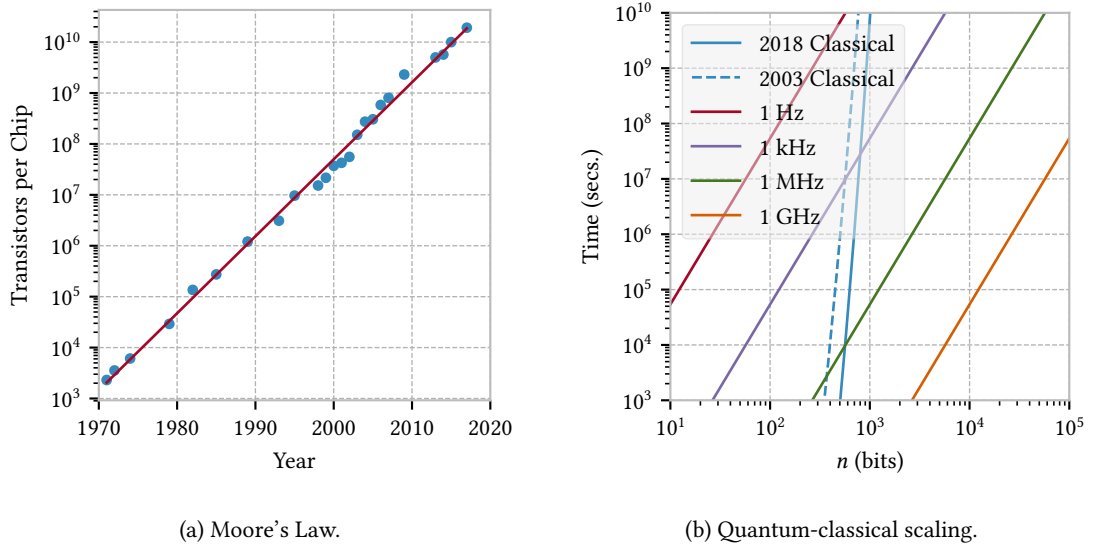 10^10
10^9
10^8
10^7
10^6
10^5
10^4
10^3
Transistors per Chip
1970 1980 1990 2000 2010 2020
Year
(a) Moore's Law.
10^10
10^9
10^8
10^7
10^6
10^5
10^4
10^3
Time (secs.)
2018 Classical
2003 Classical
1 Hz
1 kHz
1 MHz
1 GHz
10^1 10^2 10^3 10^4 10^5
n (bits)
(b) Quantum-classical scaling.